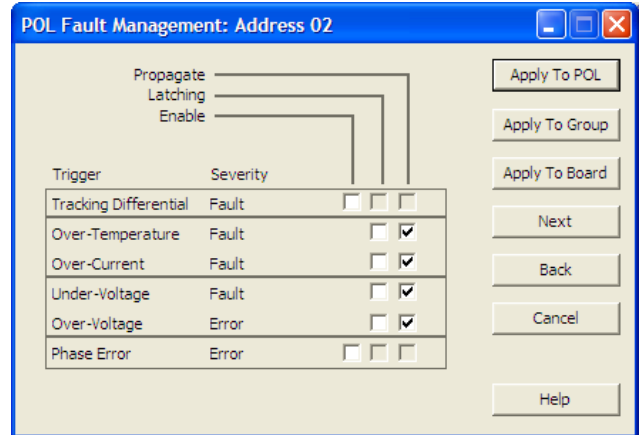 POL Fault Management: Address 02
Propagate
Latching
Enable
Trigger Severity
Tracking Differential Fault
Over-Temperature Fault
Over-Current Fault
Under-Voltage Fault
Over-Voltage Error
Phase Error Error
Apply To POL
Apply To Group
Apply To Board
Next
Back
Cancel
Help